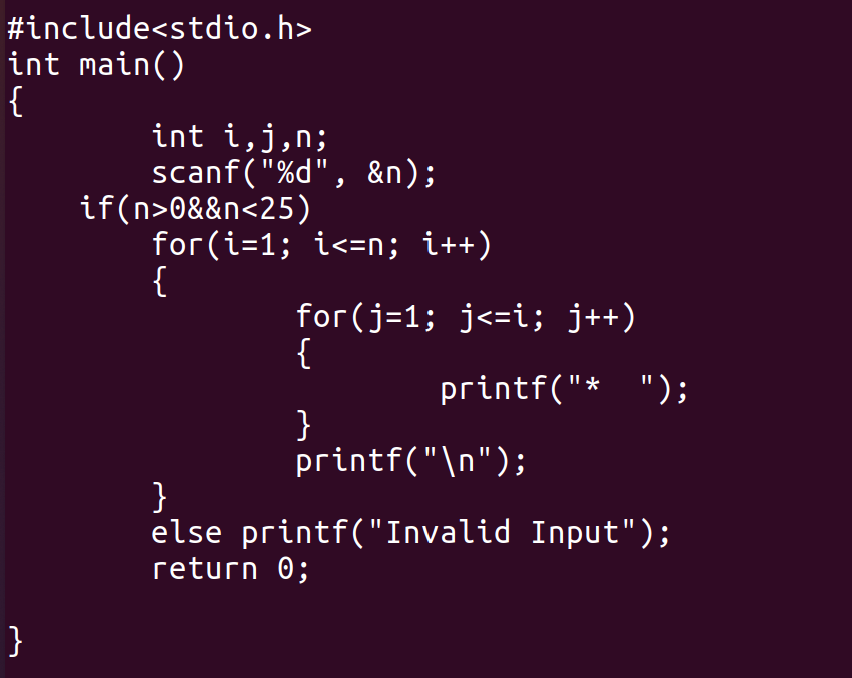 #include<stdio.h>
int main()
{
        int i,j,n;
        scanf("%d", &n);
    if(n>0&&n<25)
        for(i=1; i<=n; i++)
        {
                for(j=1; j<=i; j++)
                {
                        printf("*  ");
                }
                printf("\n");
        }
        else printf("Invalid Input");
        return 0;

}